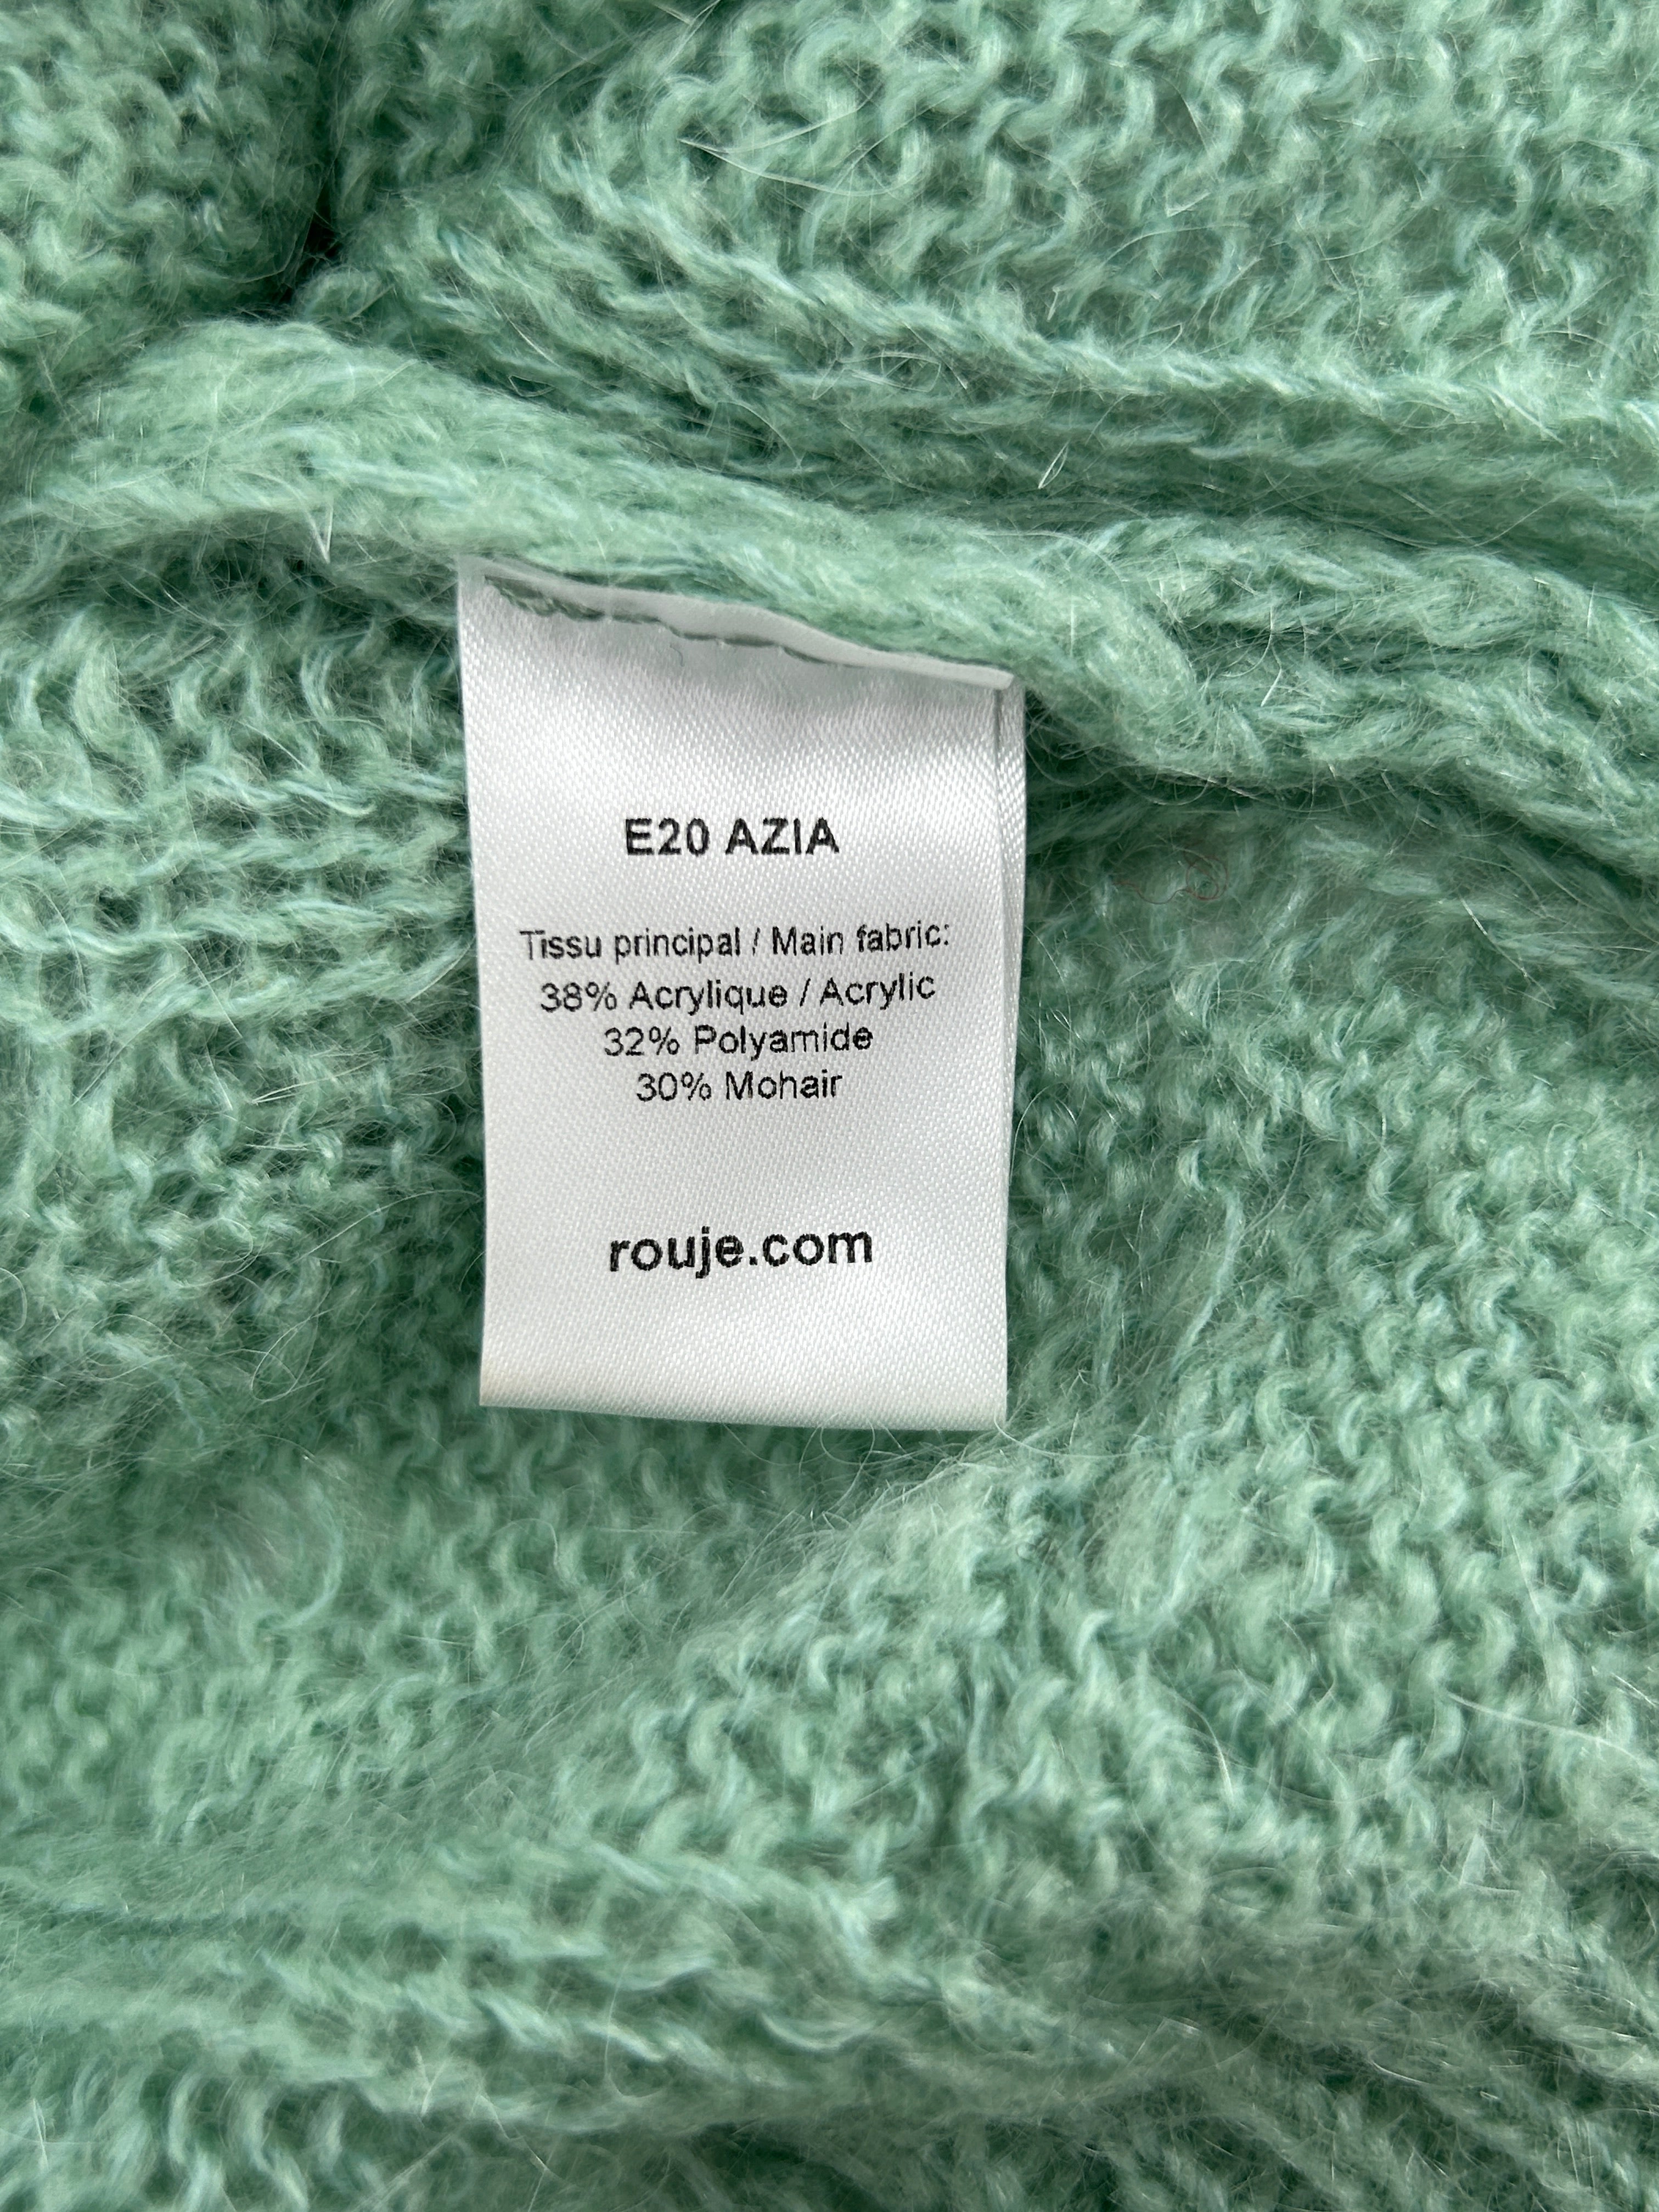 E20 AZIA
Tissu principal / Main fabric:
38% Acrylique / Acrylic
32% Polyamide
30% Mohair
rouje.com